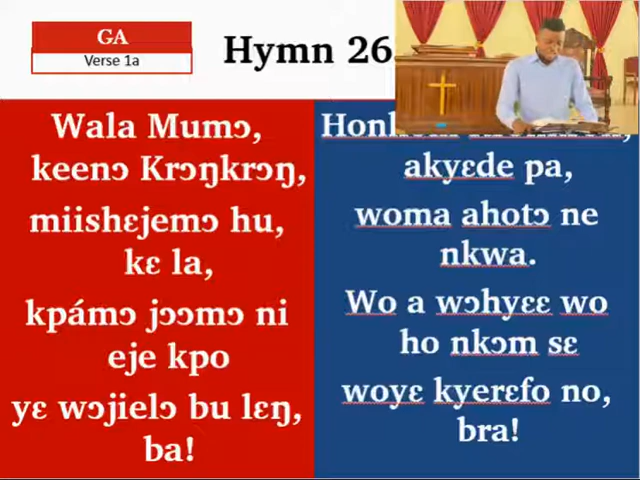 GA
Verse 1a
Hymn 26
Wala Mumɔ,
keenɔ Krɔŋkrɔŋ,
miishɛjemɔ hu,
kɛ la,
kpámɔ jɔɔmɔ ni
eje kpo
yɛ wɔjielɔ bu lɛŋ,
ba!
akyɛde pa,
woma ahotɔ ne
nkwa.
Wo a wɔhyɛɛ wo
ho nkɔm sɛ
woyɛ kyerɛfo no,
bra!